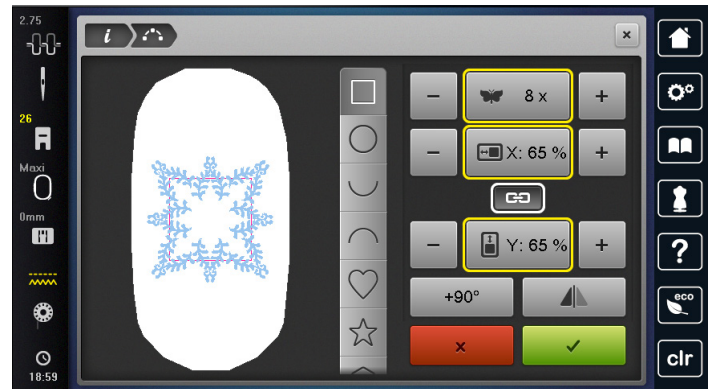 2.75
i
×
8 x
26
X: 65 %
Maxi
0mm
Y: 65 %
?
+90°
eco
18:59
clr